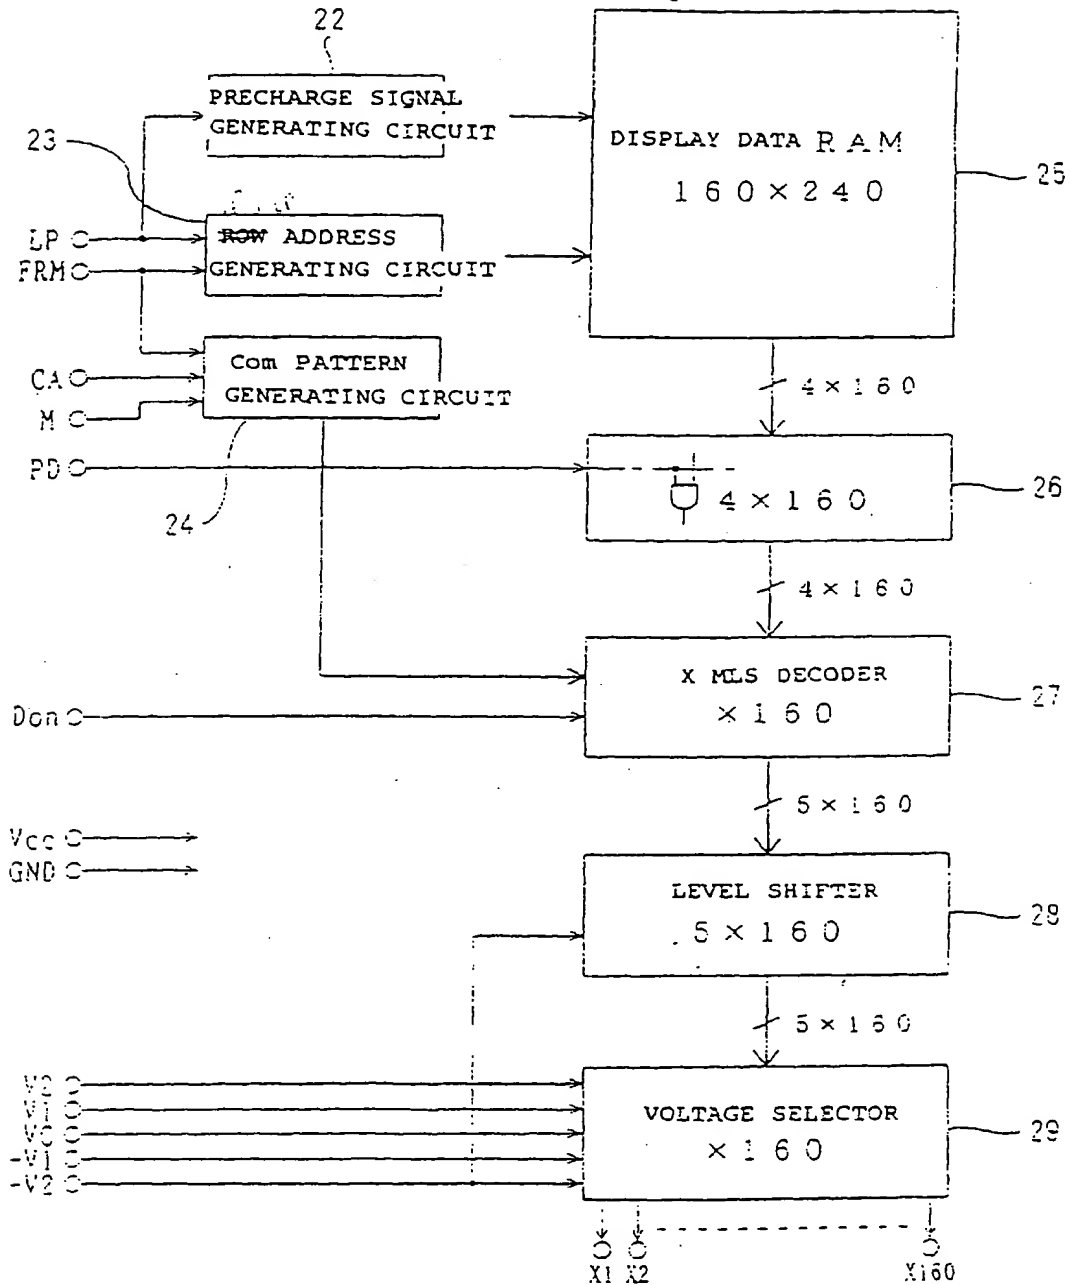 22
PRECHARGE SIGNAL
GENERATING CIRCUIT
23
DISPLAY DATA RAM
160×240
25
LP
ROW ADDRESS
FRM
GENERATING CIRCUIT
Com PATTERN
GENERATING CIRCUIT
CA
M
4×160
PD
4×160
26
24
4×160
X MLS DECODER
×160
27
Don
5×160
Vcc
GND
LEVEL SHIFTER
5×160
28
5×160
V2
V1
V0
-V1
-V2
VOLTAGE SELECTOR
×160
29
X1 X2 X160